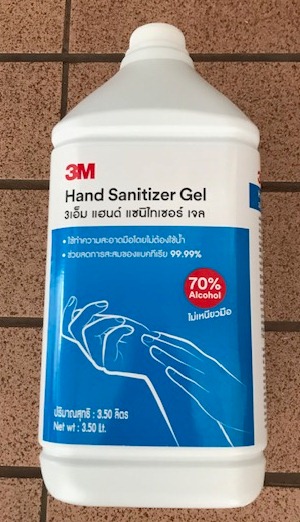 3M
Hand Sanitizer Gel
3เอ็ม แฮนด์ แซนิไทเซอร์ เจล
• ใช้ทำความสะอาดมือโดยไม่ต้องใช้น้ำ
• ช่วยลดการสะสมของแบคทีเรีย 99.99%
70%
Alcohol
ไม่เหนียวมือ
ปริมาณสุทธิ : 3.50 ลิตร
Net wt : 3.50 Lt.